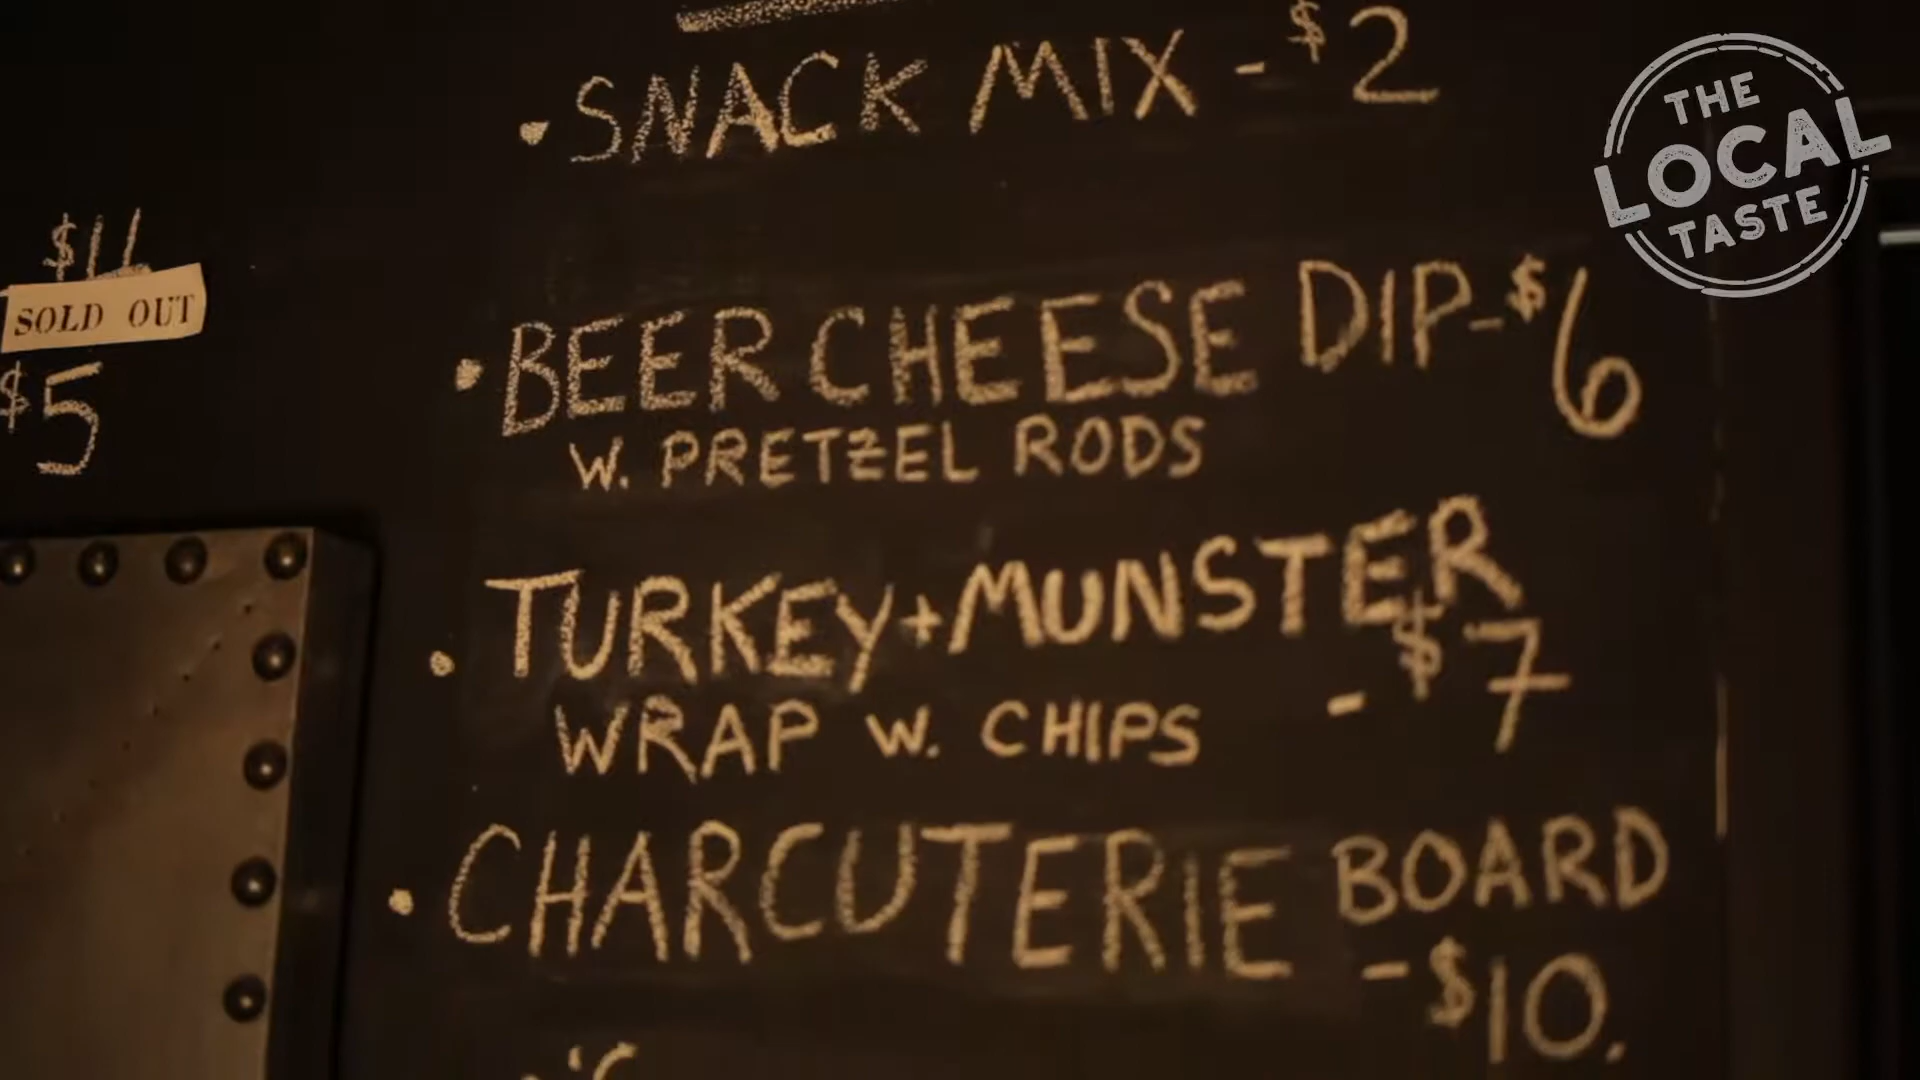 • SNACK MIX - $2
THE
LOCAL
TASTE
SOLD OUT
$5
• BEER CHEESE DIP - $6
W. PRETZEL RODS
• TURKEY + MUNSTER
WRAP W. CHIPS - $7
• CHARCUTERIE BOARD
- $10.